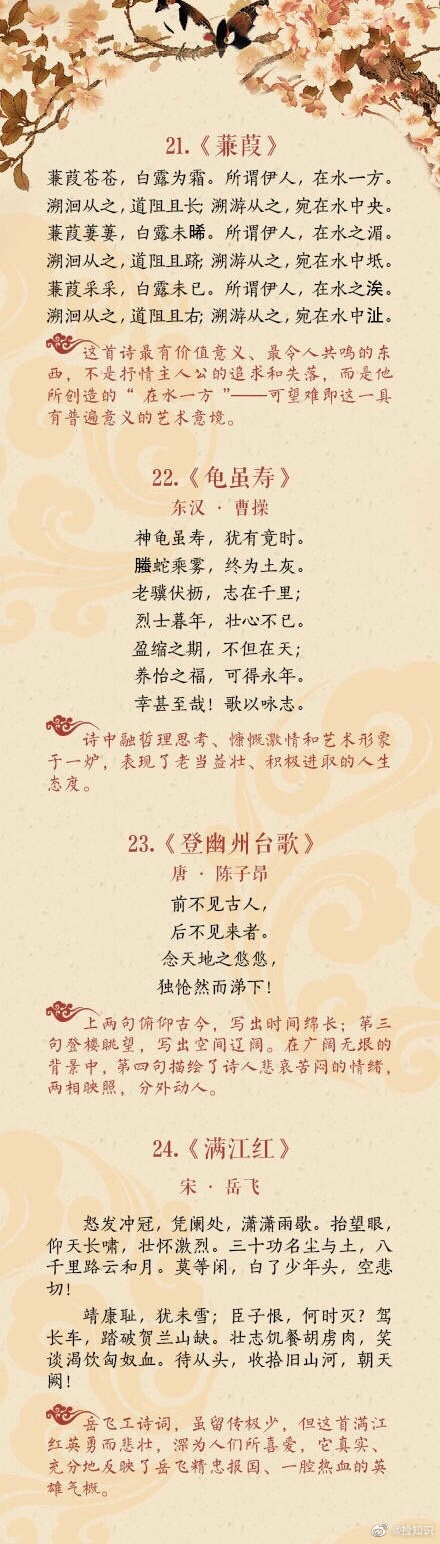 21.《蒹葭》
蒹葭苍苍，白露为霜。所谓伊人，在水一方。
溯洄从之，道阻且长；溯游从之，宛在水中央。
蒹葭萋萋，白露未晞。所谓伊人，在水之湄。
溯洄从之，道阻且跻；溯游从之，宛在水中坻。
蒹葭采采，白露未已。所谓伊人，在水之涘。
溯洄从之，道阻且右；溯游从之，宛在水中沚。
这首诗最有价值意义、最令人共鸣的东
西，不是抒情主人公的追求和失落，而是他
所创造的“在水一方”——可望难即这一具
有普遍意义的艺术意境。
22.《龟虽寿》
东汉 · 曹操
神龟虽寿，犹有竟时。
螣蛇乘雾，终为土灰。
老骥伏枥，志在千里；
烈士暮年，壮心不已。
盈缩之期，不但在天；
养怡之福，可得永年。
幸甚至哉！歌以咏志。
诗中融哲理思考、慷慨激情和艺术形象
于一炉，表现了老当益壮、积极进取的人生
态度。
23.《登幽州台歌》
唐 · 陈子昂
前不见古人，
后不见来者。
念天地之悠悠，
独怆然而涕下！
上两句俯仰古今，写出时间绵长；第三
句登楼眺望，写出空间辽阔。在广阔无垠的
背景中，第四句描绘了诗人悲哀苦闷的情绪，
两相映照，分外动人。
24.《满江红》
宋 · 岳飞
怒发冲冠，凭阑处，潇潇雨歇。抬望眼，
仰天长啸，壮怀激烈。三十功名尘与土，八
千里路云和月。莫等闲，白了少年头，空悲
切！
靖康耻，犹未雪；臣子恨，何时灭？驾
长车，踏破贺兰山缺。壮志饥餐胡虏肉，笑
谈渴饮匈奴血。待从头，收拾旧山河，朝天
阙！
岳飞工诗词，虽留传极少，但这首满江
红英勇而悲壮，深为人们所喜爱，它真实、
充分地反映了岳飞精忠报国、一腔热血的英
雄气概。
@捡知识